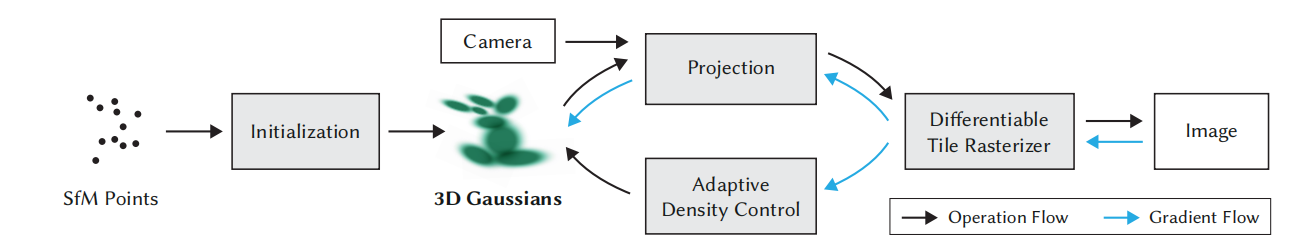 Camera
Projection
Initialization
Differentiable
Tile Rasterizer
Image
SfM Points
3D Gaussians
Adaptive
Density Control
Operation Flow
Gradient Flow